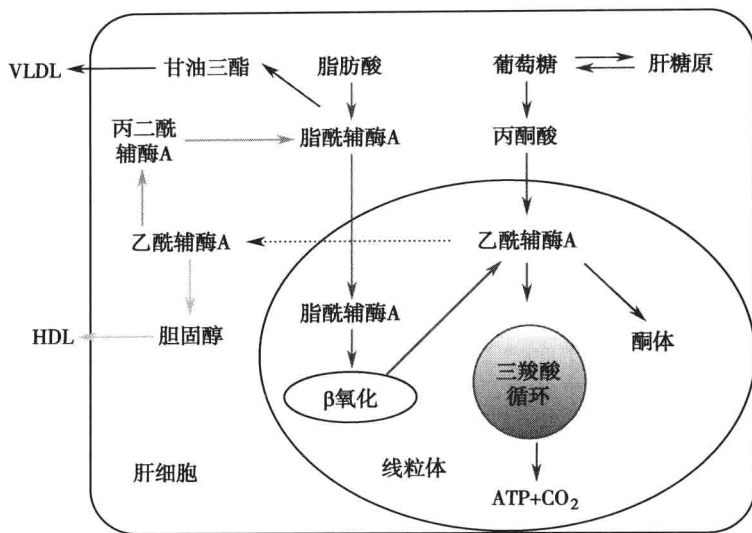 VLDL
甘油三酯
脂肪酸
葡萄糖
肝糖原
丙二酰
辅酶A
脂酰辅酶A
丙酮酸
乙酰辅酶A
乙酰辅酶A
脂酰辅酶A
HDL
胆固醇
酮体
三羧酸
循环
β氧化
肝细胞
线粒体
ATP+CO₂